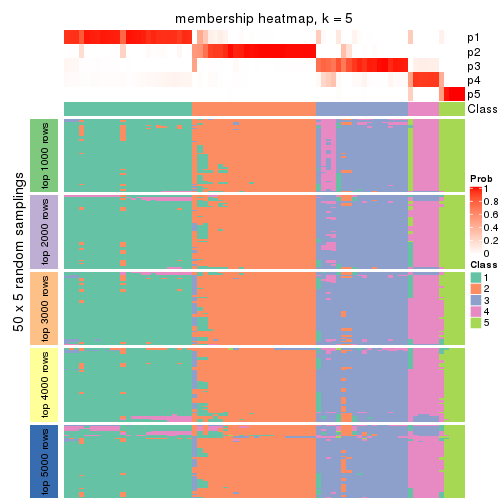 membership heatmap, k = 5
p1
p2
p3
p4
p5
Class
50 x 5 random samplings
top 1000 rows
top 2000 rows
top 3000 rows
top 4000 rows
top 5000 rows
Prob
1
0.8
0.6
0.4
0.2
0
Class
1
2
3
4
5